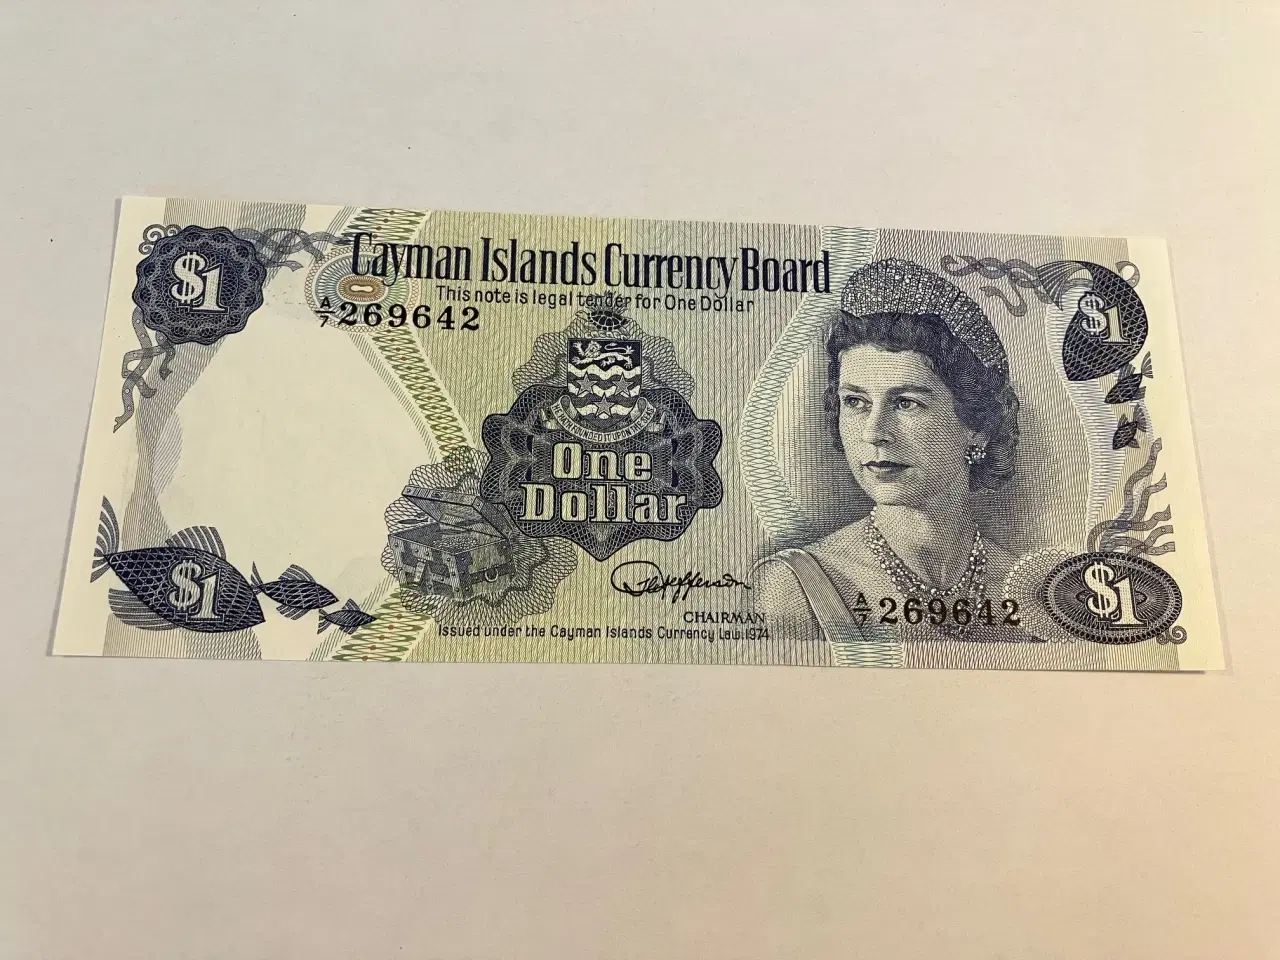 Cayman Islands Currency Board
This note is legal tender for One Dollar
A/7 269642
$1
$1
One
Dollar
$1
CHAIRMAN
A/7 269642
$1
Issued under the Cayman Islands Currency Law. 1974